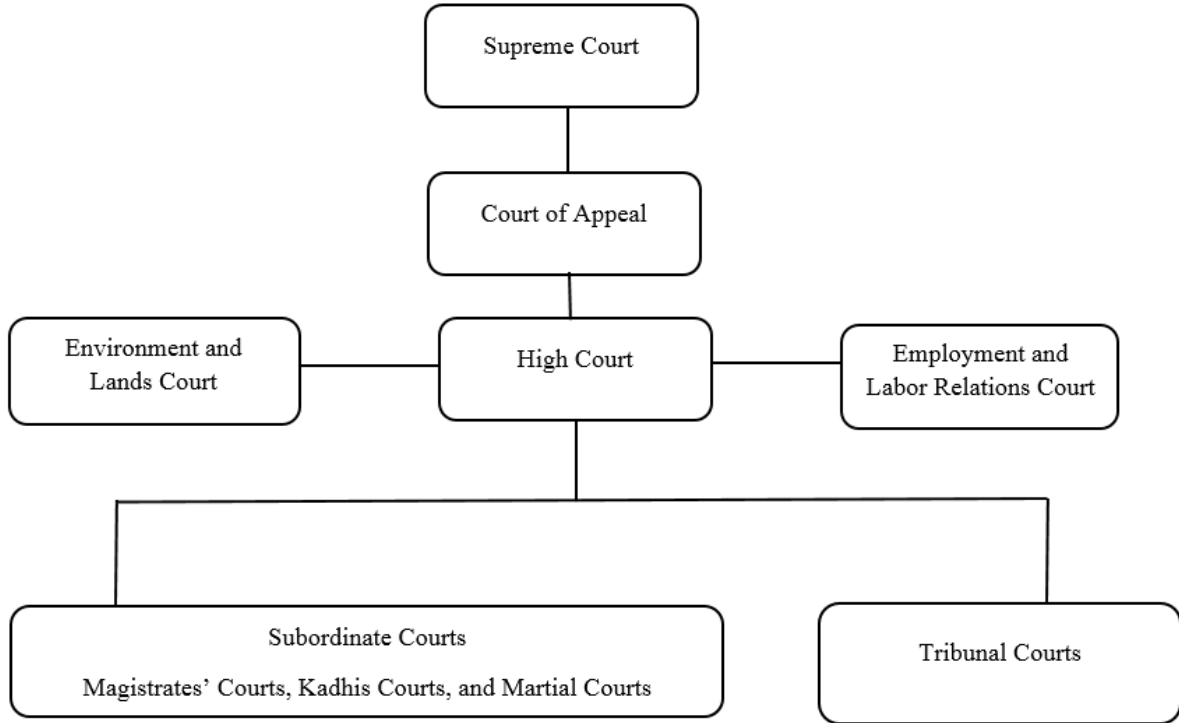 Supreme Court
Court of Appeal
Environment and
Lands Court
High Court
Employment and
Labor Relations Court
Subordinate Courts
Magistrates’ Courts, Kadhis Courts, and Martial Courts
Tribunal Courts